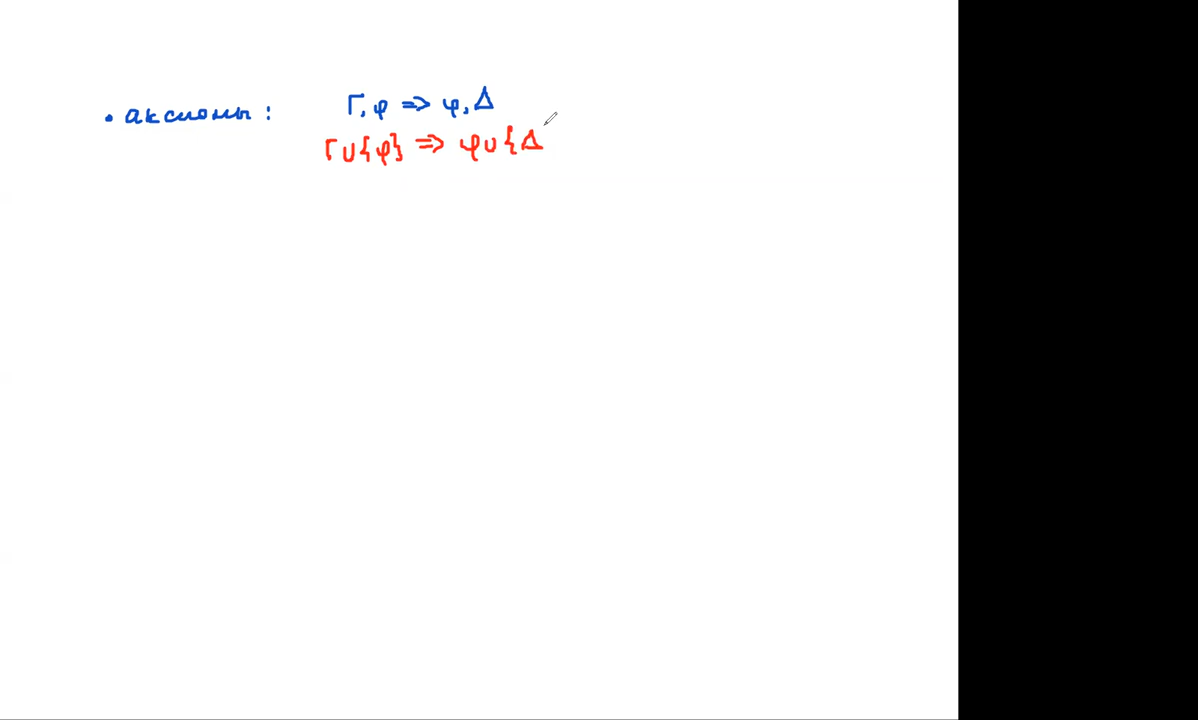 • аксиомы: Γ, φ => φ, Δ
Γ∪{φ} => φ∪{Δ